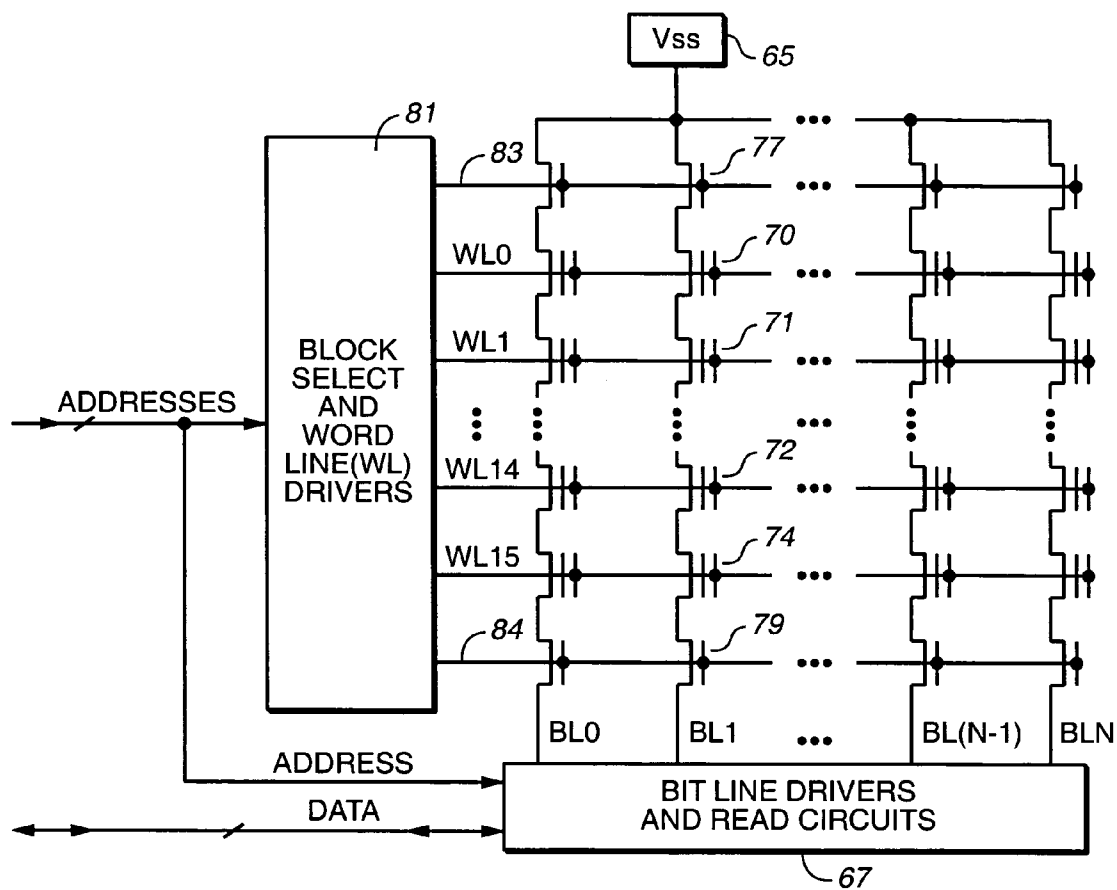 Vss
65
81
83
77
WL0
70
WL1
71
BLOCK
SELECT
AND
WORD
LINE(WL)
DRIVERS
ADDRESSES
WL14
72
WL15
74
84
79
BL0 BL1 ... BL(N-1) BLN
ADDRESS
DATA
BIT LINE DRIVERS
AND READ CIRCUITS
67